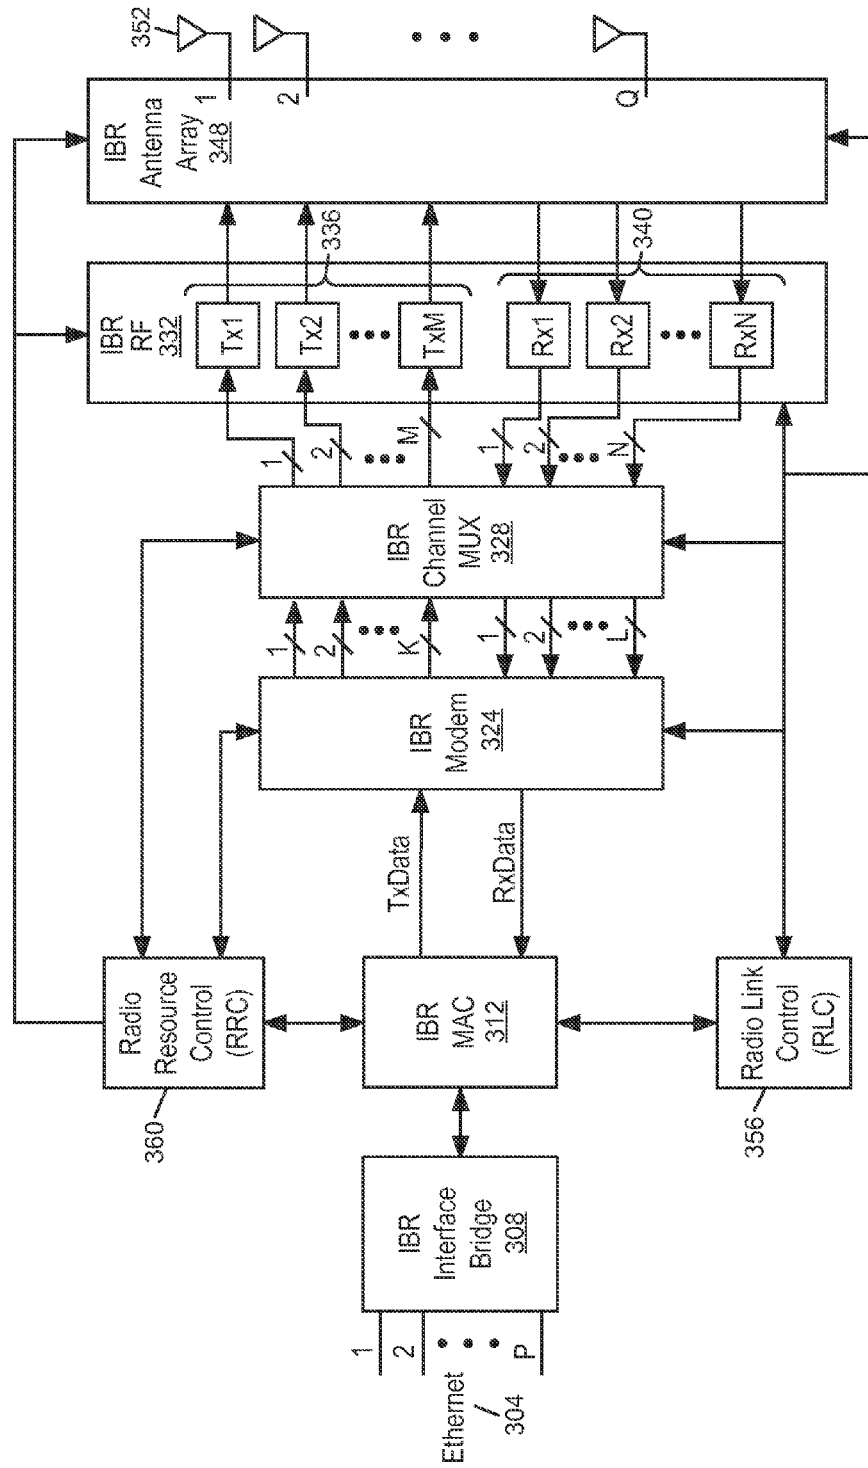 Ethernet
304
1
2
P
IBR
Interface
Bridge
308
360
Radio
Resource
Control
(RRC)
IBR
MAC
312
356
Radio Link
Control
(RLC)
TxData
RxData
IBR
Modem
324
1
2
K
1
2
L
IBR
Channel
MUX
328
1
2
M
1
2
N
IBR
RF
332
Tx1
Tx2
TxM
Rx1
Rx2
RxN
336
340
IBR
Antenna
Array
348
1
2
Q
352